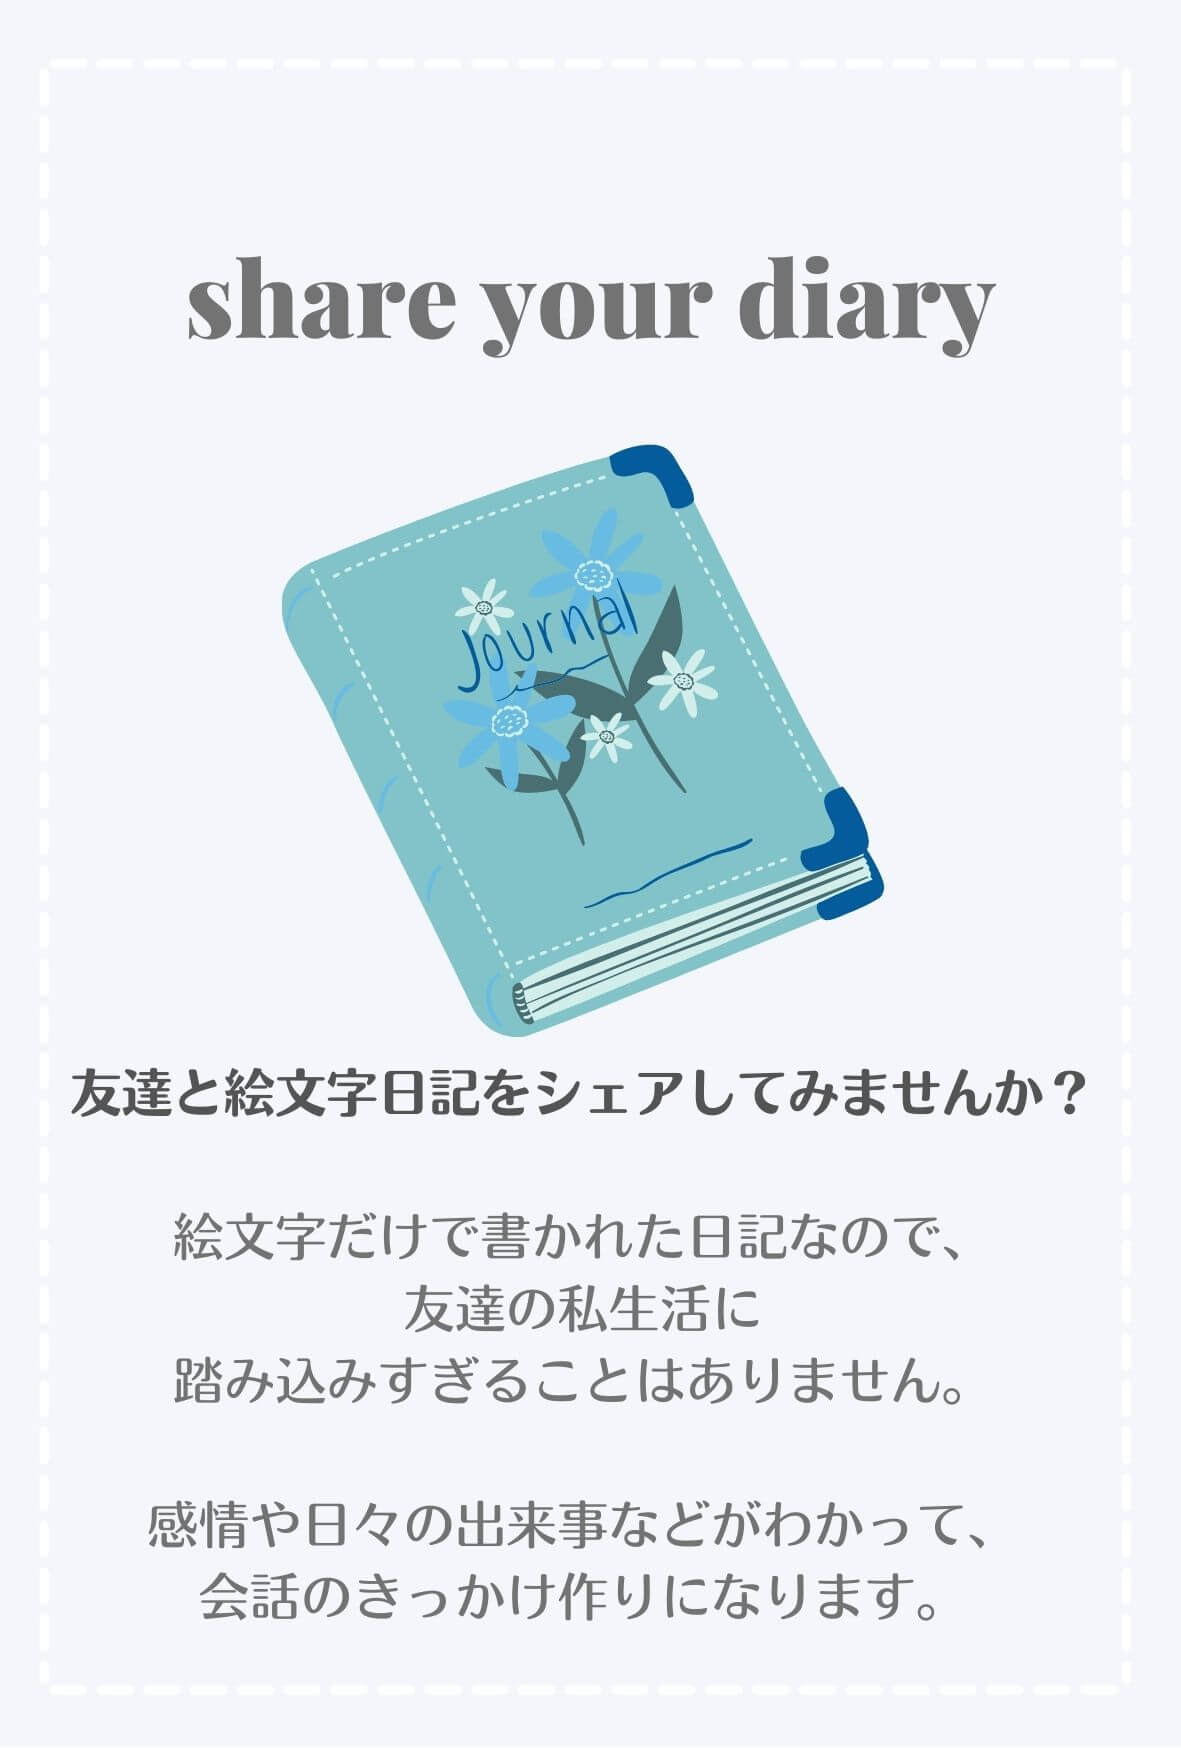 share your diary
Journal
友達と絵文字日記をシェアしてみませんか？
絵文字だけで書かれた日記なので、
友達の私生活に
踏み込みすぎることはありません。
感情や日々の出来事などがわかって、
会話のきっかけ作りになります。